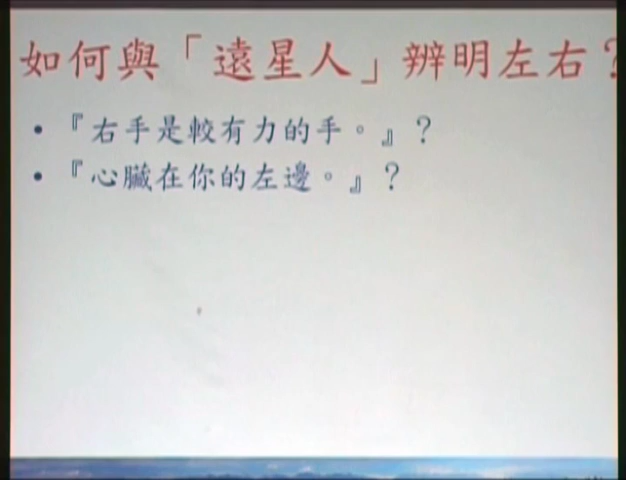 如何與「遠星人」辨明左右？
•『右手是較有力的手。』？
•『心臟在你的左邊。』？